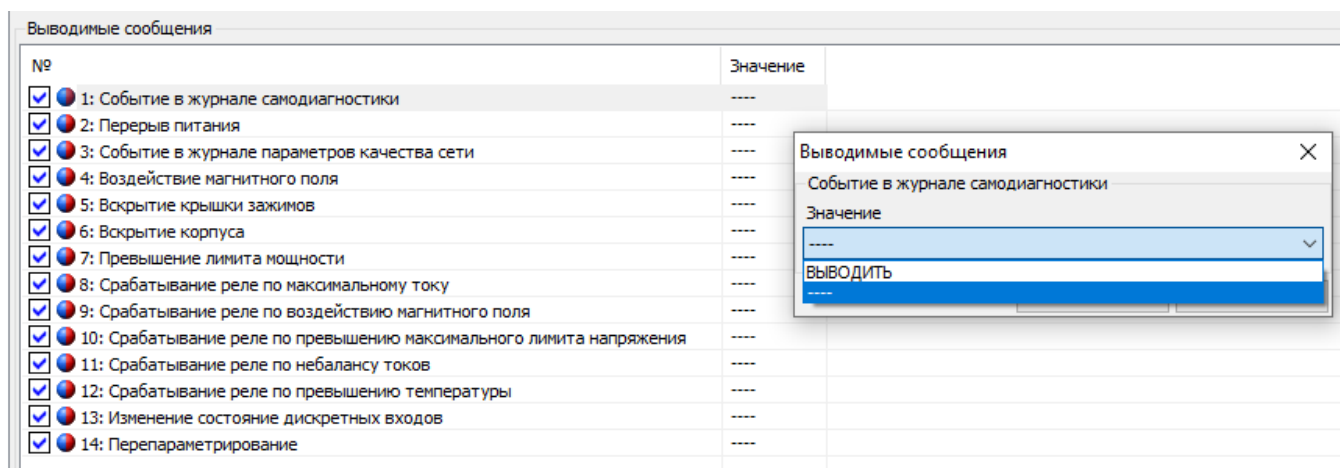 Выводимые сообщения
№ Значение
1: Событие в журнале самодиагностики ----
2: Перерыв питания ----
3: Событие в журнале параметров качества сети ----
4: Воздействие магнитного поля ----
5: Вскрытие крышки зажимов ----
6: Вскрытие корпуса ----
7: Превышение лимита мощности ----
8: Срабатывание реле по максимальному току ----
9: Срабатывание реле по воздействию магнитного поля ----
10: Срабатывание реле по превышению максимального лимита напряжения ----
11: Срабатывание реле по небалансу токов ----
12: Срабатывание реле по превышению температуры ----
13: Изменение состояние дискретных входов ----
14: Перепараметрирование ----
Выводимые сообщения
Событие в журнале самодиагностики
Значение
----
ВЫВОДИТЬ
----